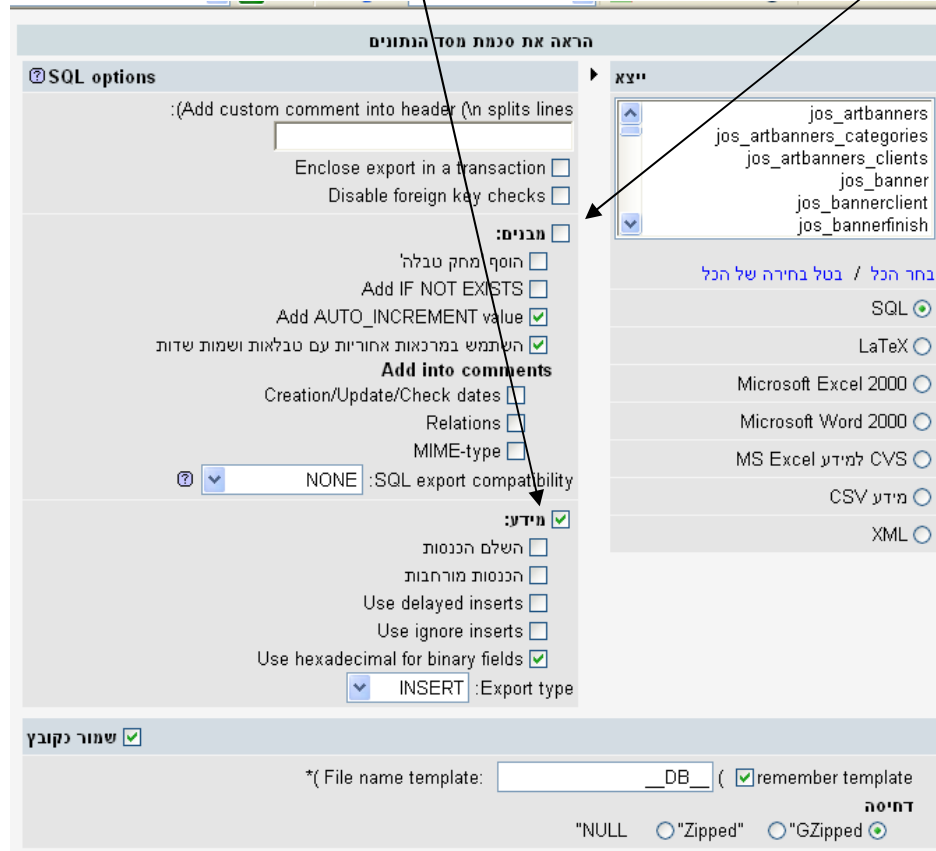 הראה את סכמת מסד הנתונים
ייצא
jos_artbanners
jos_artbanners_categories
jos_artbanners_clients
jos_banner
jos_bannerclient
jos_bannerfinish
בחר הכל / בטל בחירה של הכל
SQL
LaTeX
Microsoft Excel 2000
Microsoft Word 2000
CVS למידע MS Excel
מידע CSV
XML
SQL options
:(Add custom comment into header (\n splits lines
Enclose export in a transaction
Disable foreign key checks
מבנים:
הוסף 'מחק טבלה'
Add IF NOT EXISTS
Add AUTO_INCREMENT value
השתמש במרכאות אחוריות עם טבלאות ושמות שדות
Add into comments
Creation/Update/Check dates
Relations
MIME-type
NONE :SQL export compatibility
מידע:
השלם הכנסות
הכנסות מורחבות
Use delayed inserts
Use ignore inserts
Use hexadecimal for binary fields
INSERT :Export type
שמור כקובץ
*( File name template: __DB__ ( remember template
דחיסה
"NULL "Zipped" "GZipped